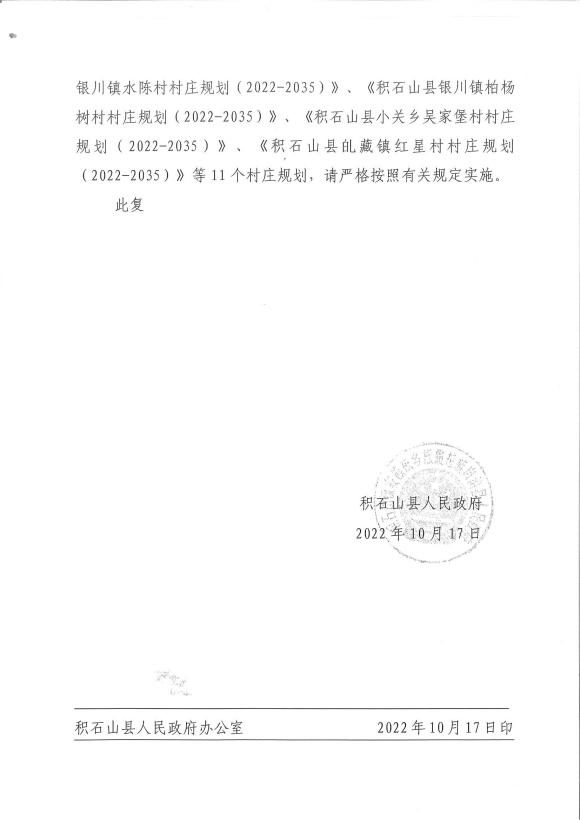 银川镇水陈村村庄规划（2022-2035）》、《积石山县银川镇柏杨
树村村庄规划（2022-2035）》、《积石山县小关乡吴家堡村村庄
规划（2022-2035）》、《积石山县癿藏镇红星村村庄规划
（2022-2035）》等11个村庄规划，请严格按照有关规定实施。
此复
积石山县人民政府
2022年10月17日
积石山县人民政府办公室 2022年10月17日印